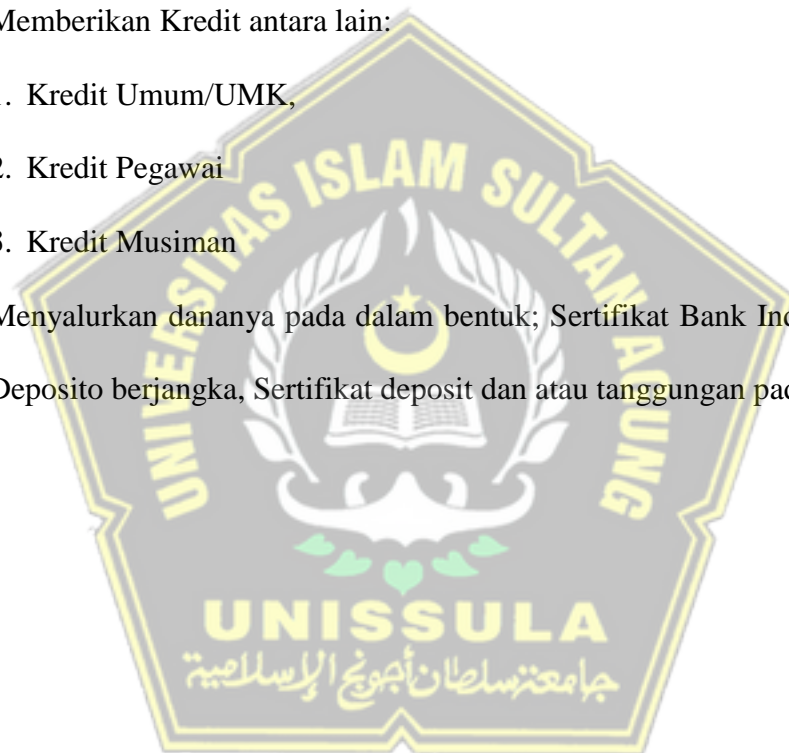 Memberikan Kredit antara lain:
1. Kredit Umum/UMK,
2. Kredit Pegawai
3. Kredit Musiman
Menyalurkan dananya pada dalam bentuk; Sertifikat Bank
Deposito berjangka, Sertifikat deposit dan atau tanggungan
UNIVERSITAS ISLAM SULTAN AGUNG
UNISSULA
جامعة سلطان أجونج الإسلامية